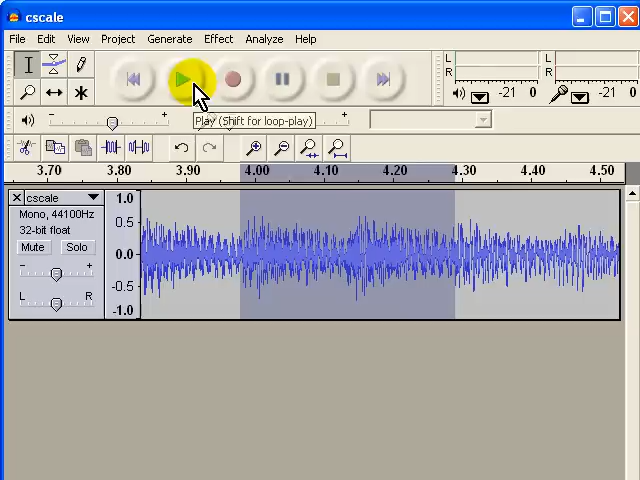 cscale
File Edit View Project Generate Effect Analyze Help
L
R
-21 0
L
R
-21 0
- +
Play (Shift for loop-play)
+
3.70 3.80 3.90 4.00 4.10 4.20 4.30 4.40 4.50
cscale
Mono, 44100Hz
32-bit float
Mute Solo
- +
L R
1.0
0.5
0.0
-0.5
-1.0